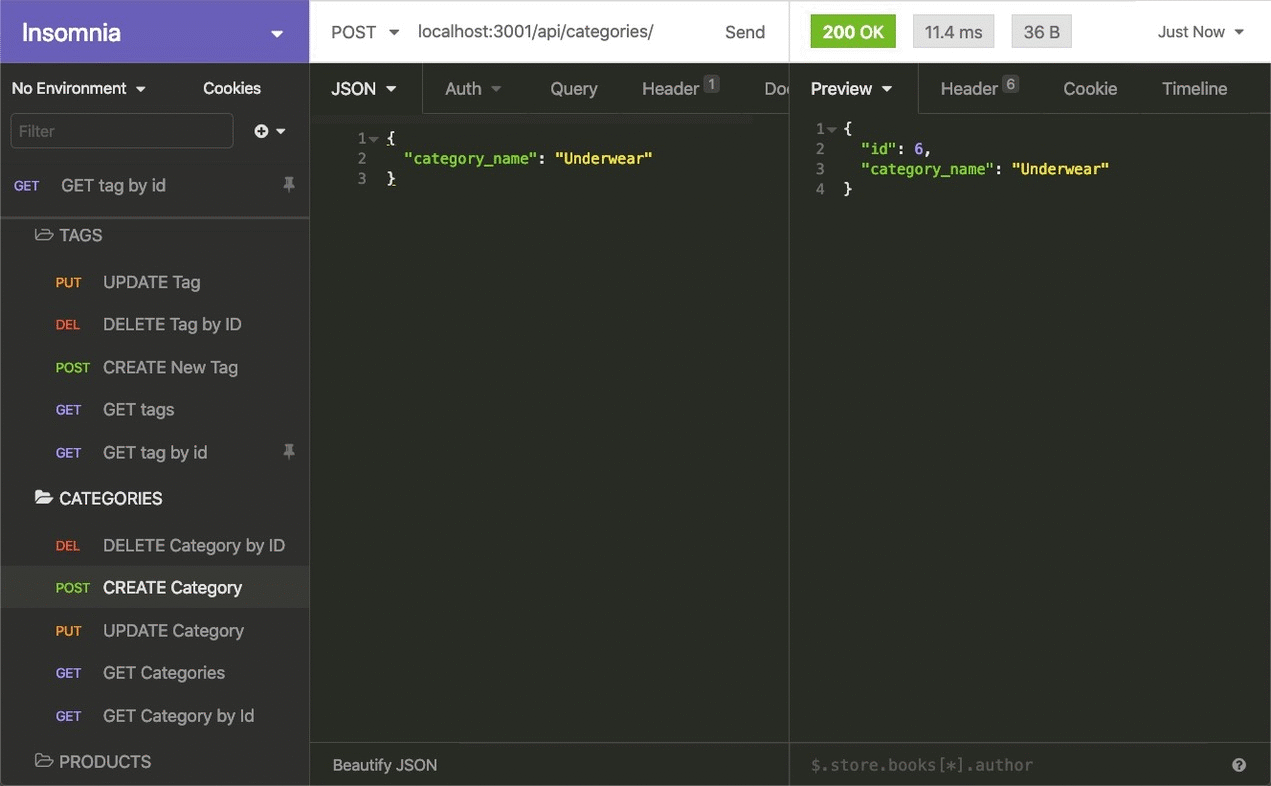 Insomnia
POST localhost:3001/api/categories/ Send
200 OK 11.4 ms 36 B Just Now
No Environment Cookies
JSON Auth Query Header 1 Doc
Preview Header 6 Cookie Timeline
Filter
GET GET tag by id
TAGS
PUT UPDATE Tag
DEL DELETE Tag by ID
POST CREATE New Tag
GET GET tags
GET GET tag by id
CATEGORIES
DEL DELETE Category by ID
POST CREATE Category
PUT UPDATE Category
GET GET Categories
GET GET Category by Id
PRODUCTS
1 {
2 "category_name": "Underwear"
3 }
Beautify JSON
1 {
2 "id": 6,
3 "category_name": "Underwear"
4 }
$.store.books[*].author ?